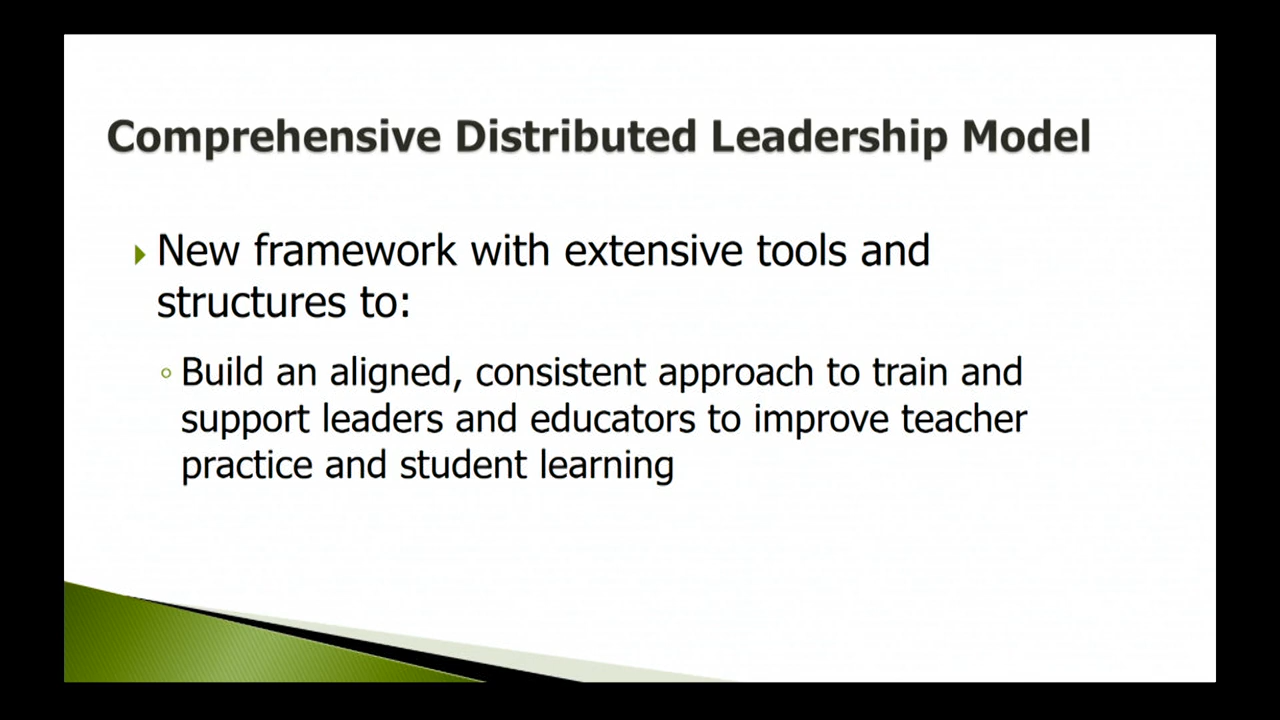 Comprehensive Distributed Leadership Model
New framework with extensive tools and
structures to:
Build an aligned, consistent approach to train and
support leaders and educators to improve teacher
practice and student learning